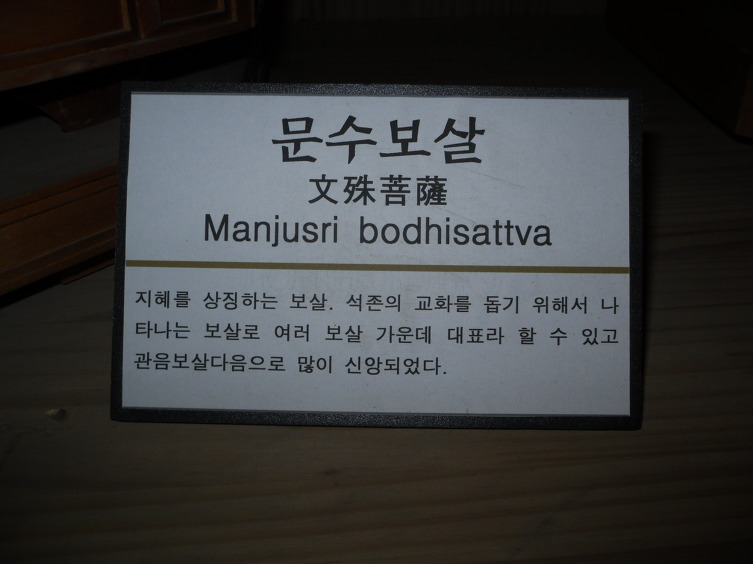 문수보살
文殊菩薩
Manjusri bodhisattva
지혜를 상징하는 보살. 석존의 교화를 돕기 위해서 나
타나는 보살로 여러 보살 가운데 대표라 할 수 있고
관음보살다음으로 많이 신앙되었다.